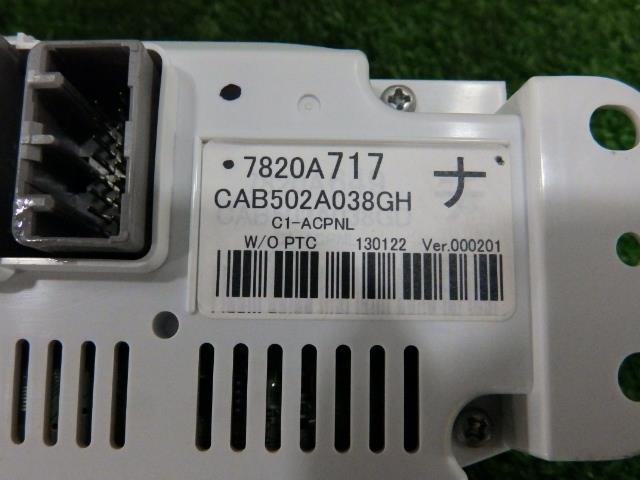 7820A717 ナ
CAB502A038GH
C1-ACPNL
W/O PTC 130122 Ver.000201